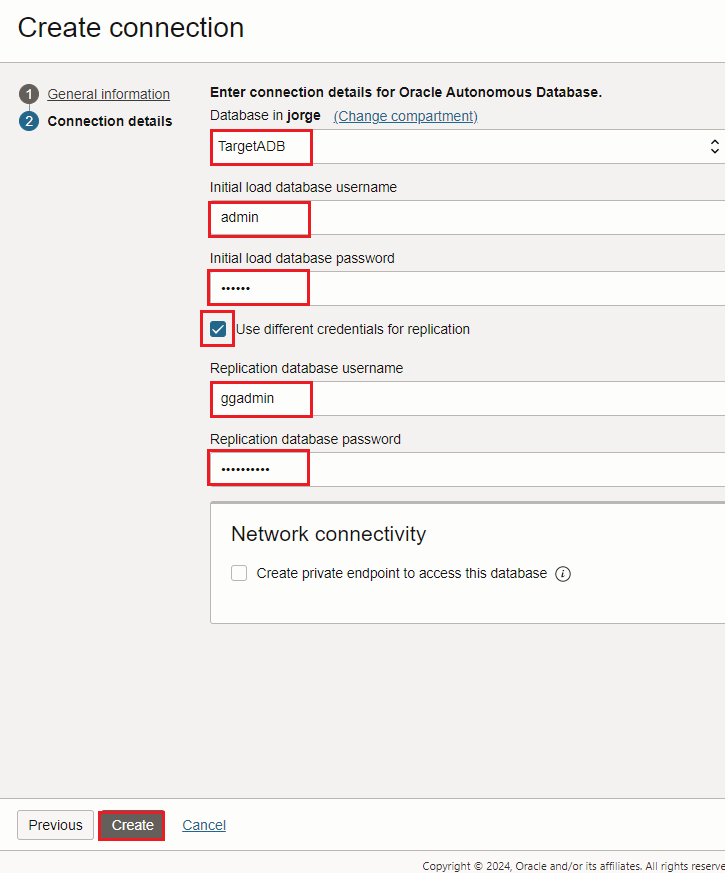 Create connection
1 General information
2 Connection details
Enter connection details for Oracle Autonomous Database.
Database in jorge (Change compartment)
TargetADB
Initial load database username
admin
Initial load database password
••••••
Use different credentials for replication
Replication database username
ggadmin
Replication database password
••••••••••
Network connectivity
Create private endpoint to access this database i
Previous Create Cancel
Copyright © 2024, Oracle and/or its affiliates. All rights reserve